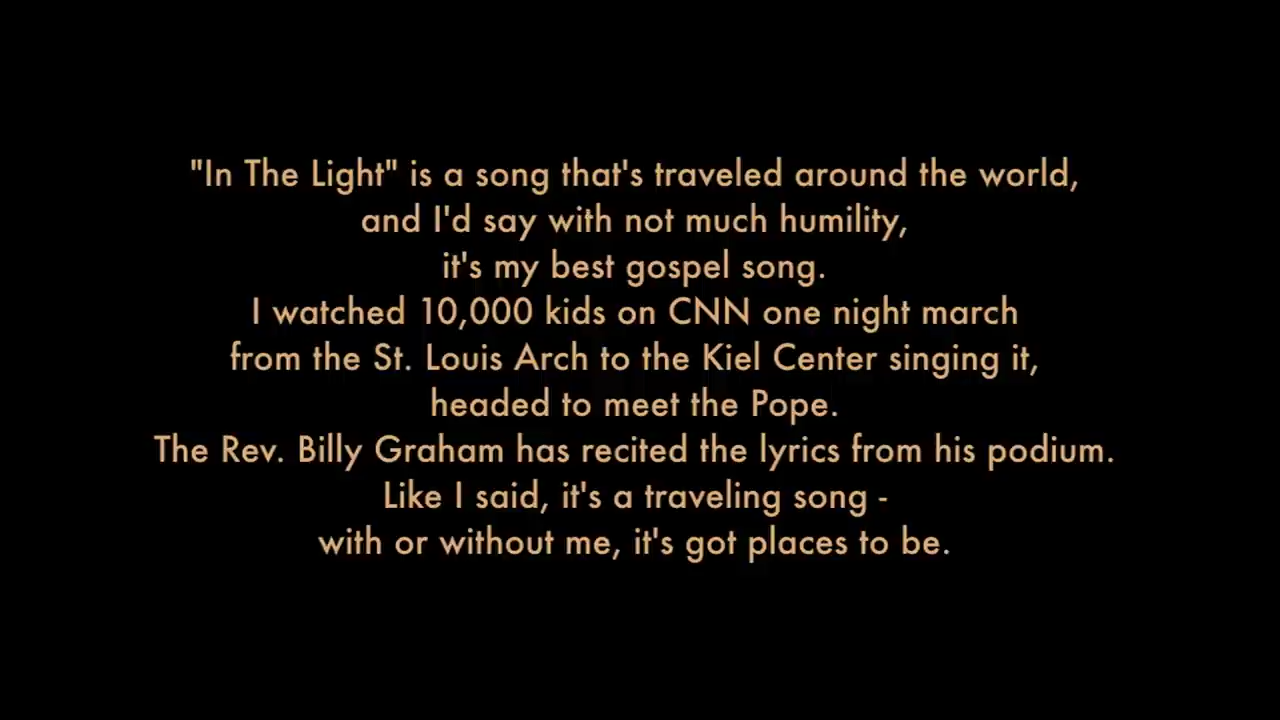 "In The Light" is a song that's traveled around the world,
and I'd say with not much humility,
it's my best gospel song.
I watched 10,000 kids on CNN one night march
from the St. Louis Arch to the Kiel Center singing it,
headed to meet the Pope.
The Rev. Billy Graham has recited the lyrics from his podium.
Like I said, it's a traveling song -
with or without me, it's got places to be.